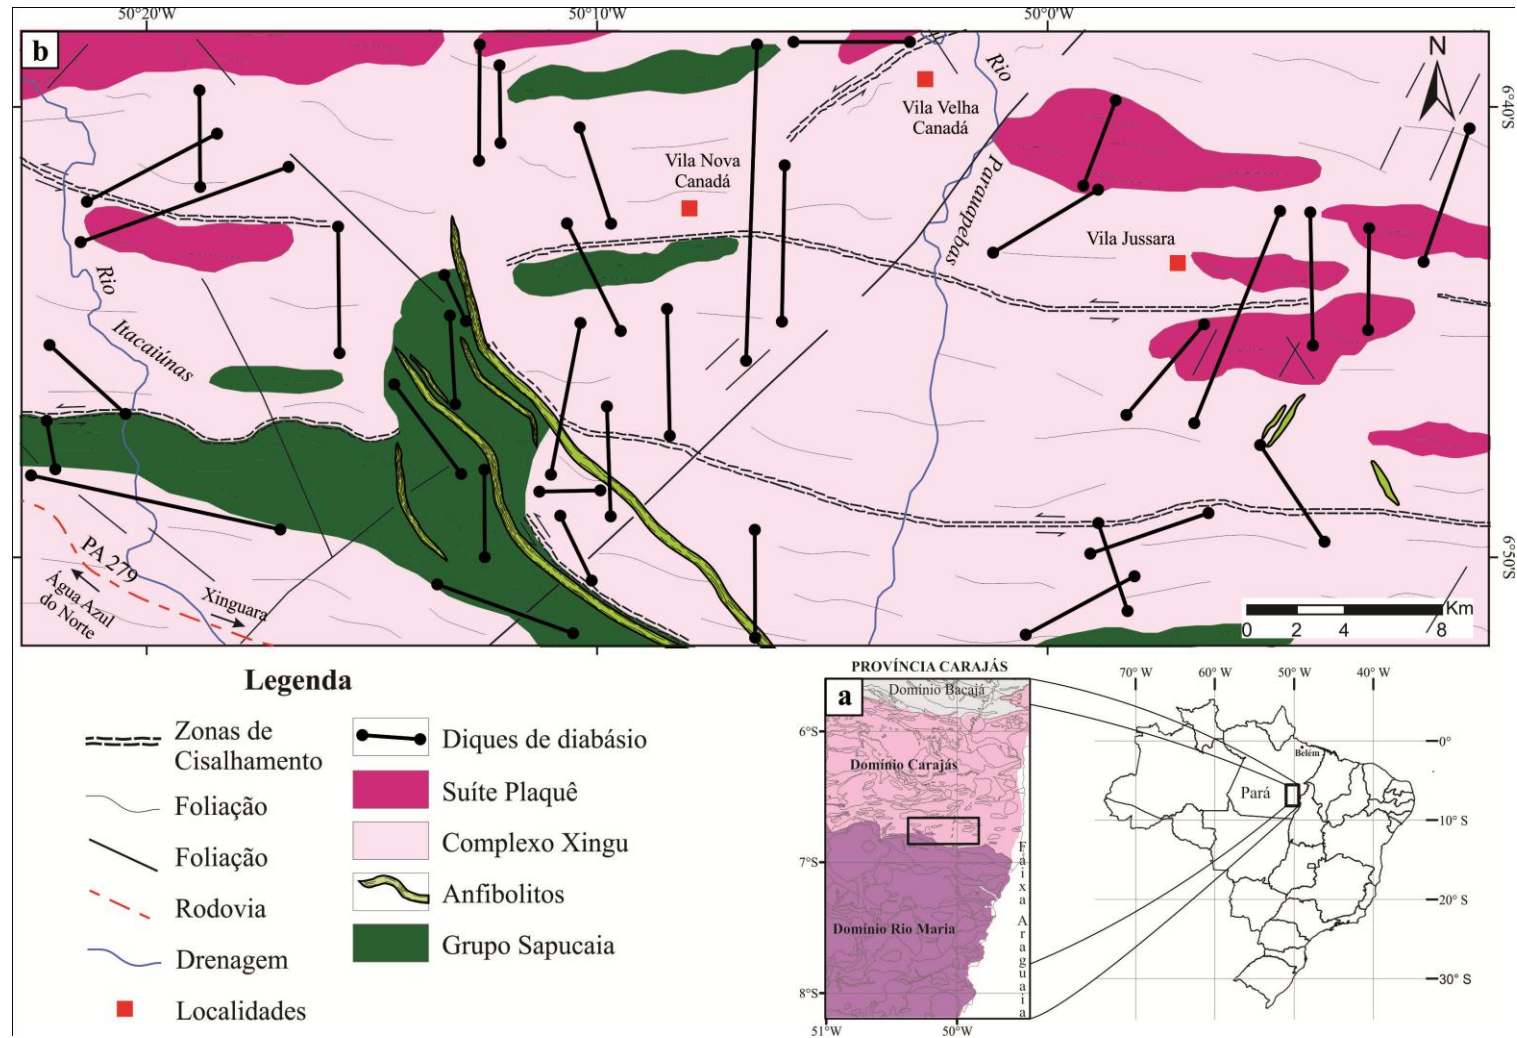 50°20'W
50°10'W
50°0'W
b
N
Rio
Vila Velha
Canadá
6°40'S
Vila Nova
Canadá
Parauapebas
Vila Jussara
Rio
Itacaiúnas
PA 279
Água Azul
do Norte
Xinguara
6°50'S
Km
0 2 4 8
Legenda
Zonas de
Cisalhamento
Foliação
Foliação
Rodovia
Drenagem
Localidades
Diques de diabásio
Suíte Plaquê
Complexo Xingu
Anfibolitos
Grupo Sapucaia
PROVÍNCIA CARAJÁS
a
Domínio Bacajá
6°S
Domínio Carajás
7°S
Domínio Rio Maria
8°S
51°W
50°W
Faixa Araguaia
70° W 60° W 50° W 40° W
0°
Belém
Pará
10° S
20° S
30° S